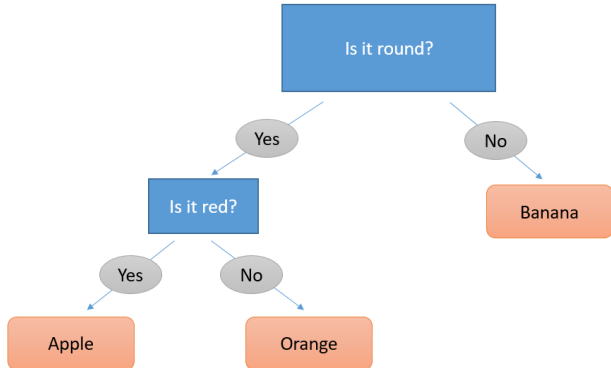 Is it round?
Yes
No
Is it red?
Banana
Yes
No
Apple
Orange